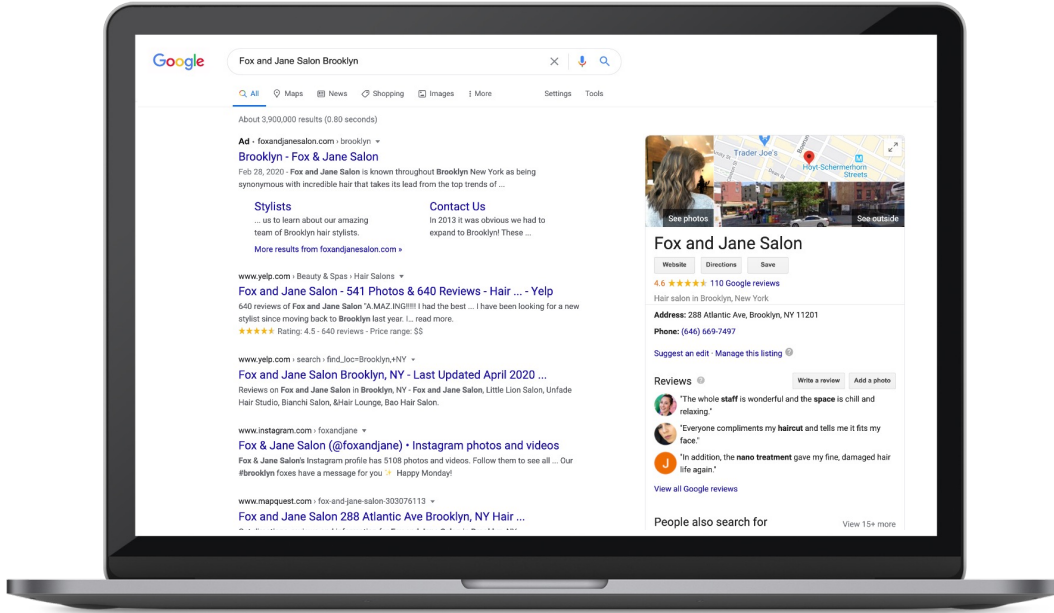 Google
Fox and Jane Salon Brooklyn
All Maps News Shopping Images More Settings Tools
About 3,900,000 results (0.80 seconds)
Ad · foxandjanesalon.com › brooklyn
Brooklyn - Fox & Jane Salon
Feb 28, 2020 - Fox and Jane Salon is known throughout Brooklyn New York as being
synonymous with incredible hair that takes its lead from the top trends of ...
Stylists
... us to learn about our amazing
team of Brooklyn hair stylists.
Contact Us
In 2013 it was obvious we had to
expand to Brooklyn! These ...
More results from foxandjanesalon.com »
www.yelp.com › Beauty & Spas › Hair Salons
Fox and Jane Salon - 541 Photos & 640 Reviews - Hair ... - Yelp
640 reviews of Fox and Jane Salon "A.MAZ.ING!!!!! I had the best ... I have been looking for a new
stylist since moving back to Brooklyn last year. I... read more.
Rating: 4.5 - 640 reviews - Price range: $$
www.yelp.com › search › find_loc=Brooklyn,+NY
Fox and Jane Salon Brooklyn, NY - Last Updated April 2020 ...
Reviews on Fox and Jane Salon in Brooklyn, NY - Fox and Jane Salon, Little Lion Salon, Unfade
Hair Studio, Bianchi Salon, &Hair Lounge, Bao Hair Salon.
www.instagram.com › foxandjane
Fox & Jane Salon (@foxandjane) • Instagram photos and videos
Fox & Jane Salon's Instagram profile has 5108 photos and videos. Follow them to see all ... Our
#brooklyn foxes have a message for you ✨ Happy Monday!
www.mapquest.com › fox-and-jane-salon-303076113
Fox and Jane Salon 288 Atlantic Ave Brooklyn, NY Hair ...
Trader Joe's
Hoyt-Schermerhorn
Streets
Dean St
See photos
See outside
Fox and Jane Salon
Website Directions Save
4.6 ★★★★★ 110 Google reviews
Hair salon in Brooklyn, New York
Address: 288 Atlantic Ave, Brooklyn, NY 11201
Phone: (646) 669-7497
Suggest an edit · Manage this listing
Reviews
Write a review Add a photo
"The whole staff is wonderful and the space is chill and
relaxing."
"Everyone compliments my haircut and tells me it fits my
face."
J
"In addition, the nano treatment gave my fine, damaged hair
life again."
View all Google reviews
People also search for
View 15+ more